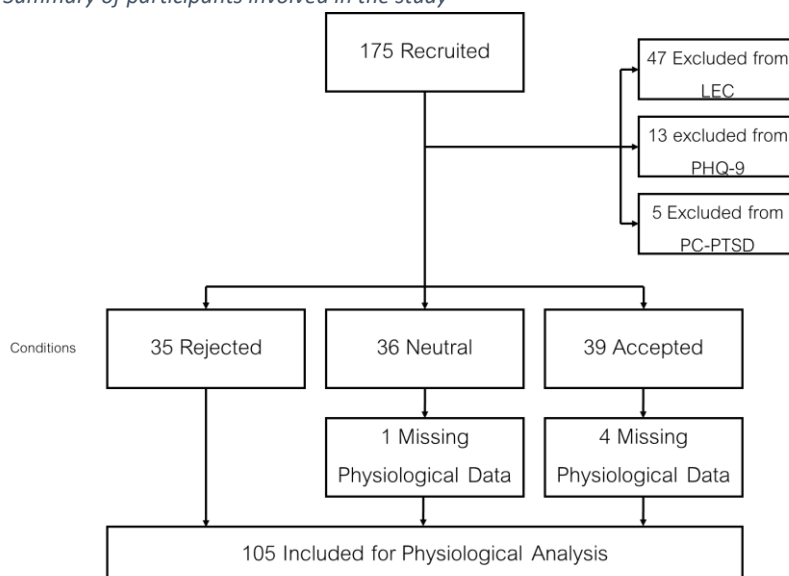 Summary of participants involved in the study
175 Recruited
47 Excluded from
LEC
13 excluded from
PHQ-9
5 Excluded from
PC-PTSD
Conditions
35 Rejected
36 Neutral
39 Accepted
1 Missing
Physiological Data
4 Missing
Physiological Data
105 Included for Physiological Analysis